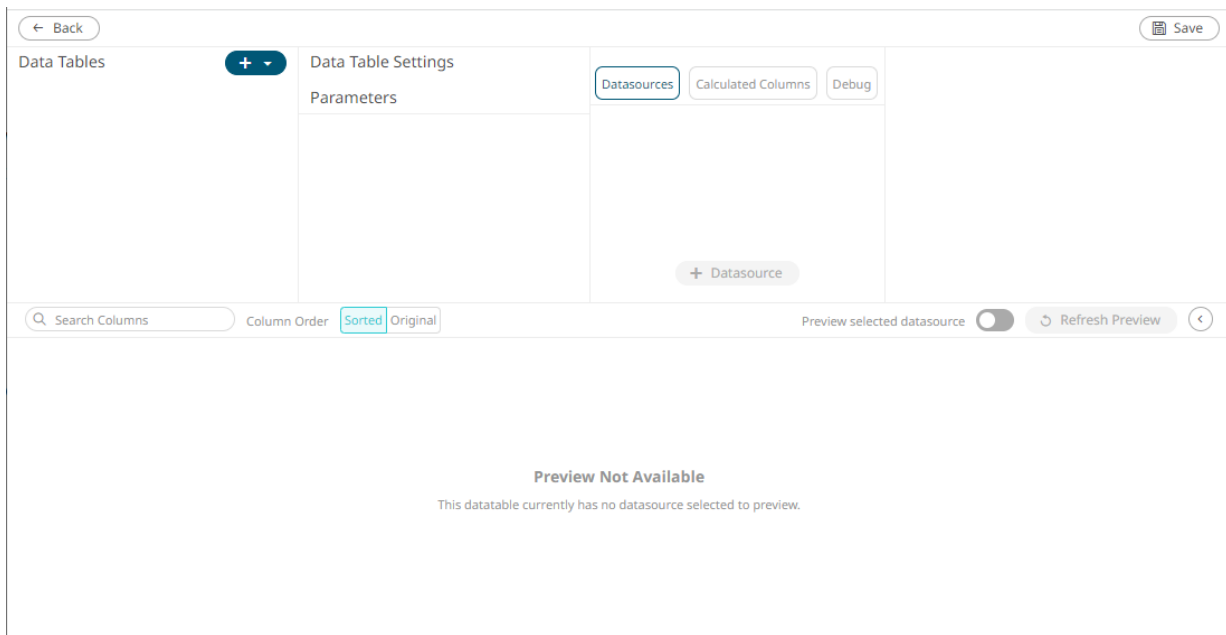 Back
Save
Data Tables
Data Table Settings
Parameters
Datasources
Calculated Columns
Debug
+ Datasource
Search Columns
Column Order
Sorted
Original
Preview selected datasource
Refresh Preview
Preview Not Available
This datatable currently has no datasource selected to preview.